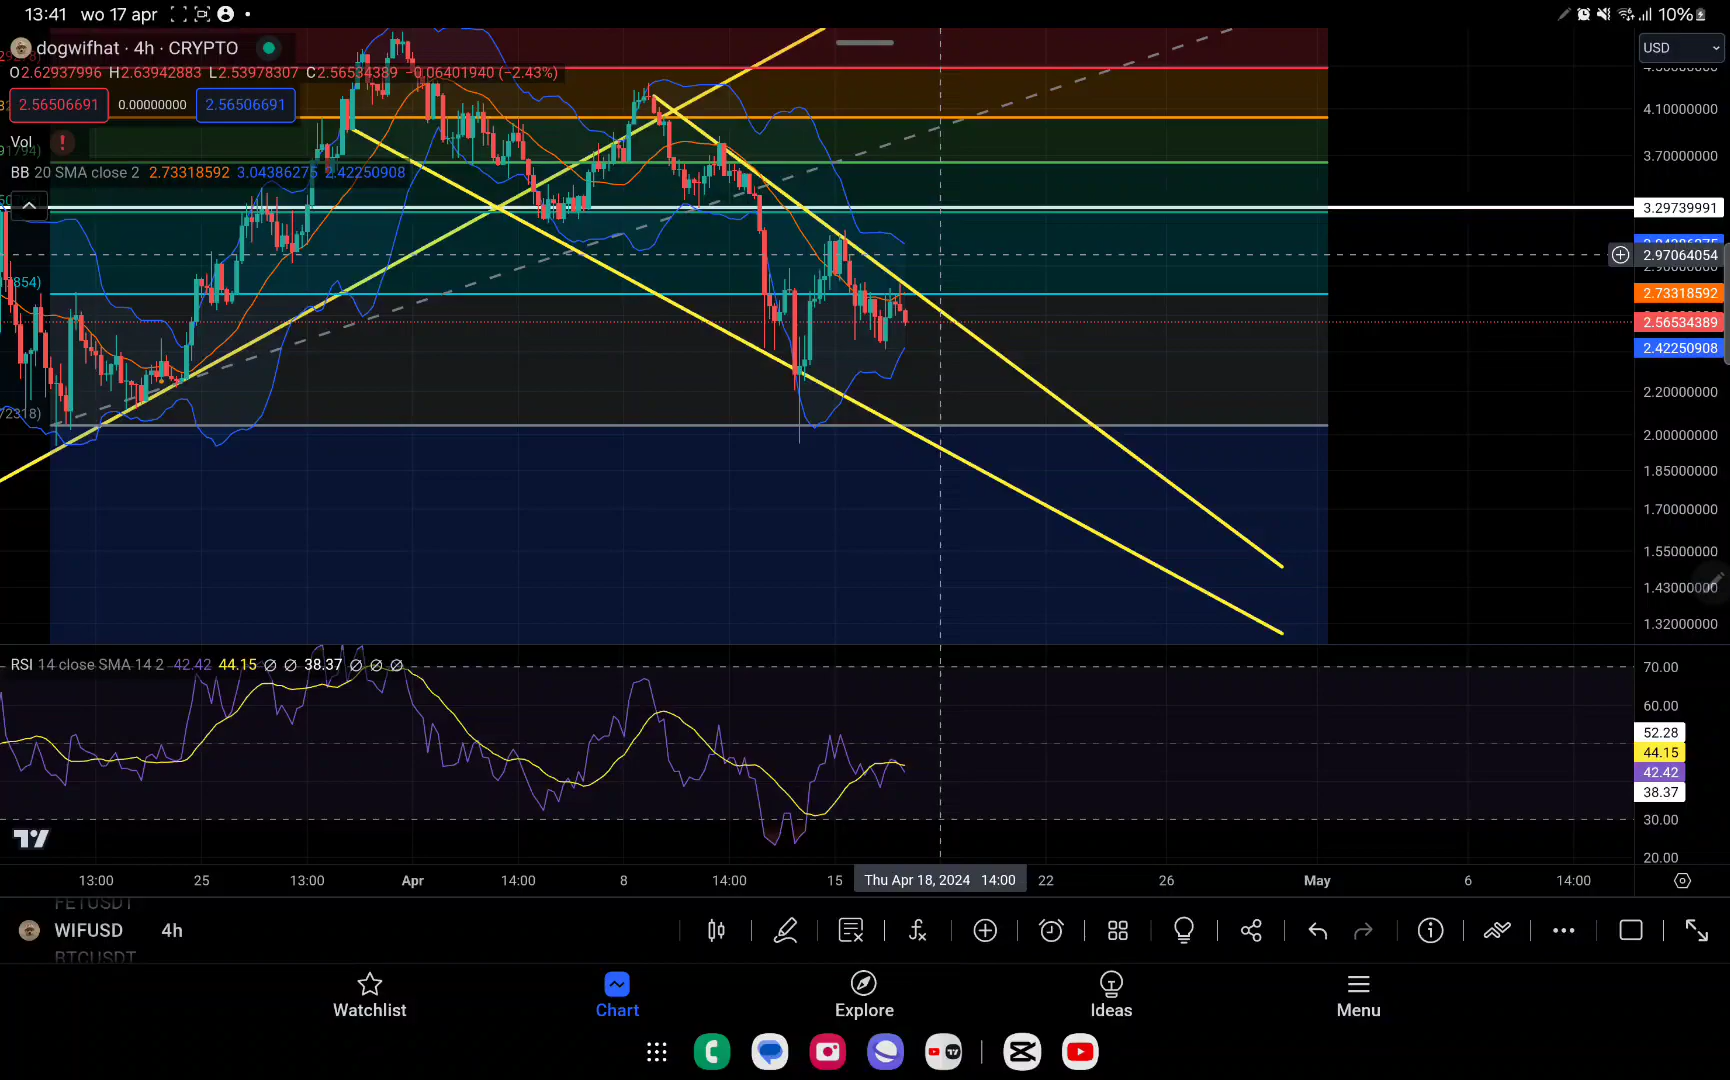 13:41 wo 17 apr
10%
dogwifhat · 4h · CRYPTO
USD
O2.62937996 H2.63942883 L2.53978307 C2.56534389 −0.06401940 (−2.43%)
2.56506691 0.00000000 2.56506691
4.10000000
Vol
3.70000000
BB 20 SMA close 2 2.73318592 3.04386275 2.42250908
3.29739991
2.97064054
854)
2.73318592
2.56534389
2.42250908
2.20000000
72318)
2.00000000
1.85000000
1.70000000
1.55000000
1.43000000
1.32000000
RSI 14 close SMA 14 2 42.42 44.15 ∅ ∅ 38.37 ∅ ∅ ∅
70.00
60.00
52.28
44.15
42.42
38.37
30.00
20.00
13:00 25 13:00 Apr 14:00 8 14:00 15 Thu Apr 18, 2024 14:00 22 26 May 6 14:00
FETUSDT
WIFUSD 4h
BTCUSDT
Watchlist Chart Explore Ideas Menu